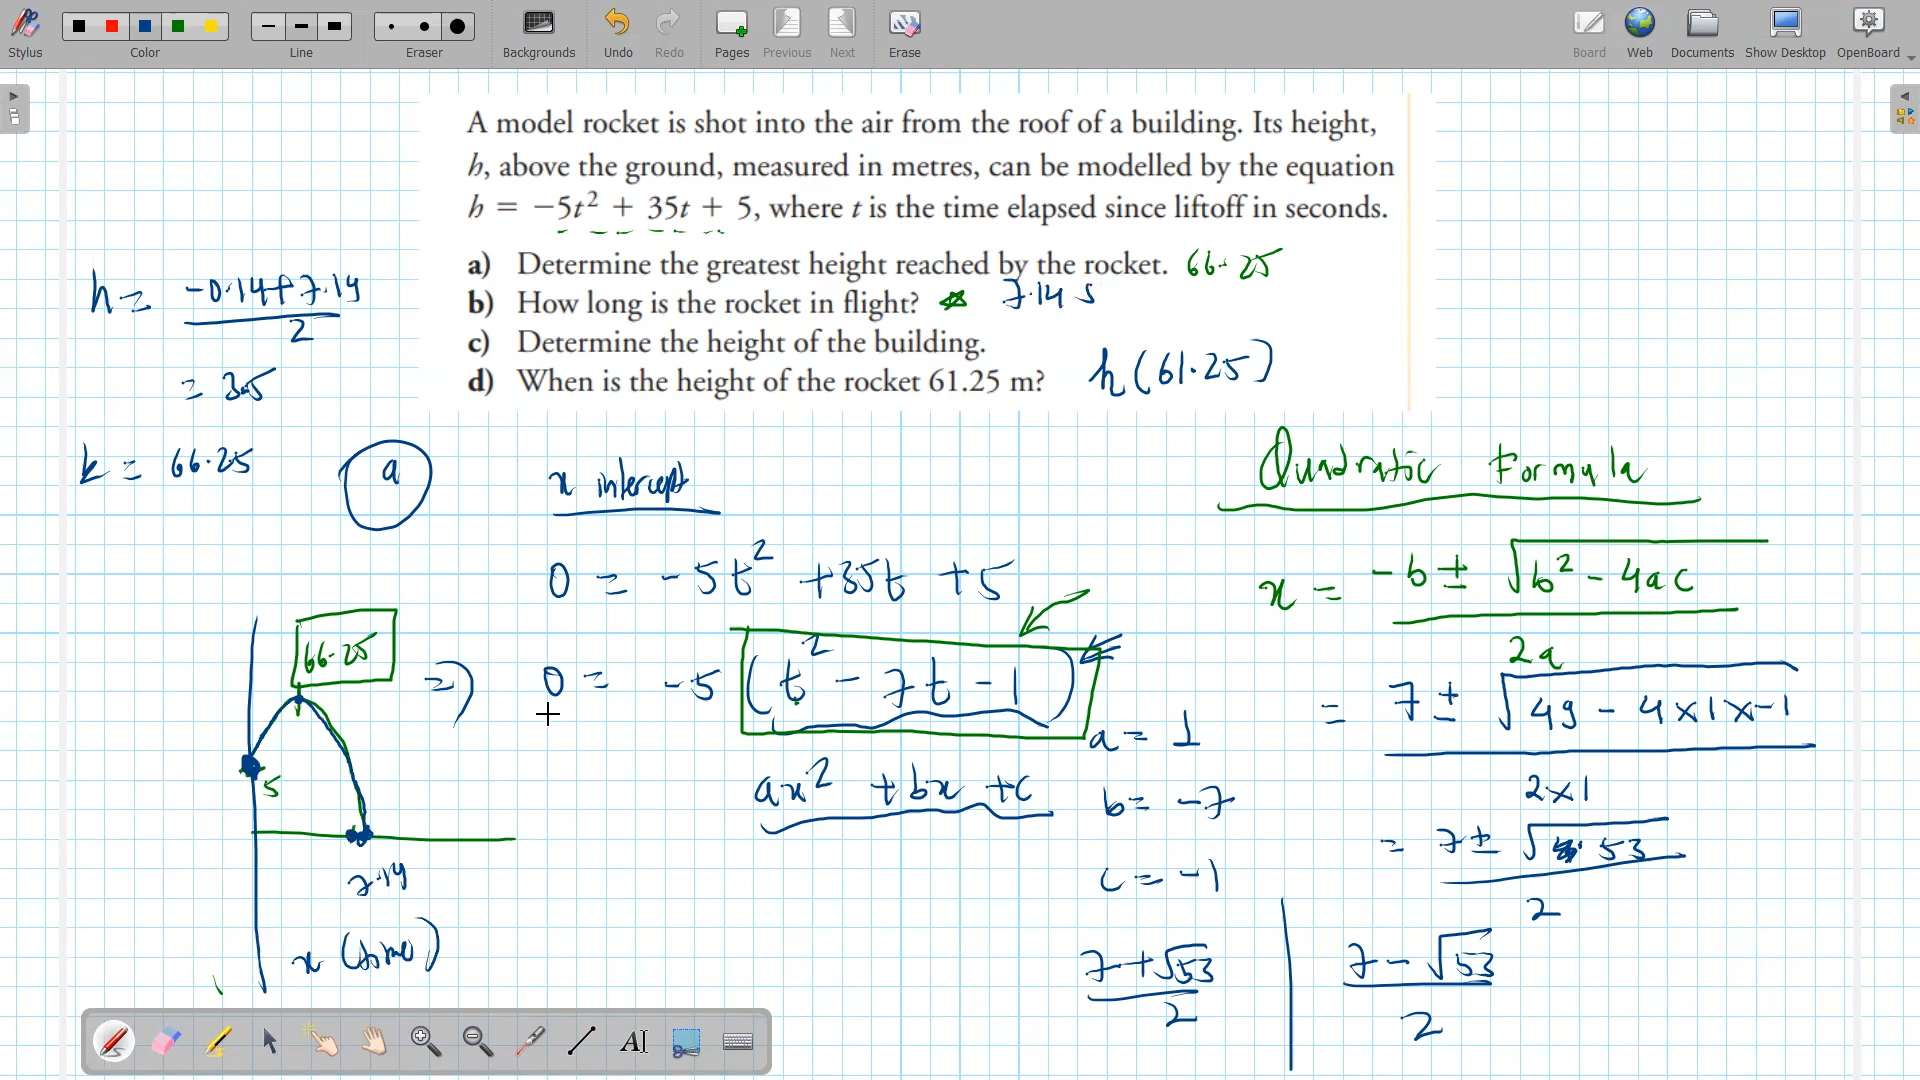 Stylus
Color
Line
Eraser
Backgrounds
Undo
Redo
Pages
Previous
Next
Erase
Board
Web
Documents
Show Desktop
OpenBoard
A model rocket is shot into the air from the roof of a building. Its height,
h, above the ground, measured in metres, can be modelled by the equation
h = −5t² + 35t + 5, where t is the time elapsed since liftoff in seconds.
a) Determine the greatest height reached by the rocket. 66.25
b) How long is the rocket in flight? 7.14 s
c) Determine the height of the building.
d) When is the height of the rocket 61.25 m? h(61.25)
h = -0.14+7.14
2
= 3.5
k = 66.25
a
x intercept
0 = -5t² +35t +5
=) 0 = -5 (t² - 7t - 1)
ax² + bx + c
a = 1
b = -7
c = -1
66.25
5
7.14
x (time)
Quadratic Formula
x = -b ± √b² - 4ac
2a
= 7 ± √49 - 4x1x-1
2x1
= 7 ± √53
2
7+√53
2
7 - √53
2